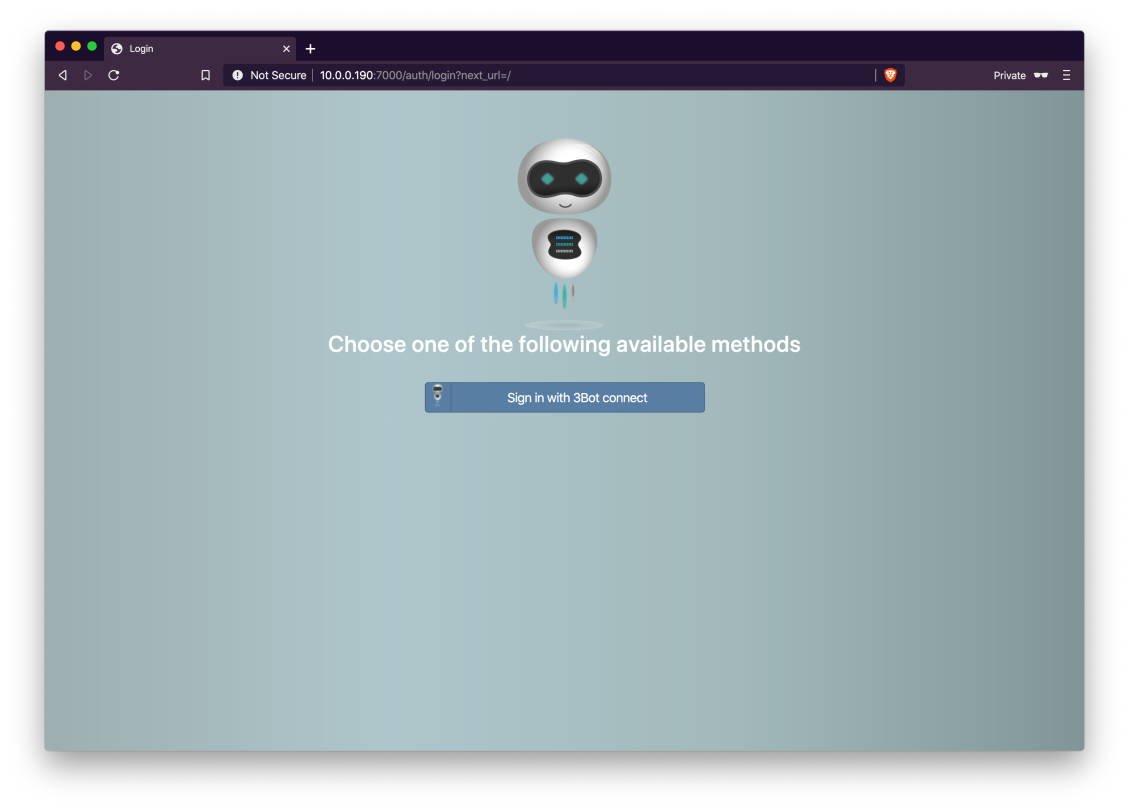 Login
Not Secure 10.0.0.190:7000/auth/login?next_url=/
Private
Choose one of the following available methods
Sign in with 3Bot connect